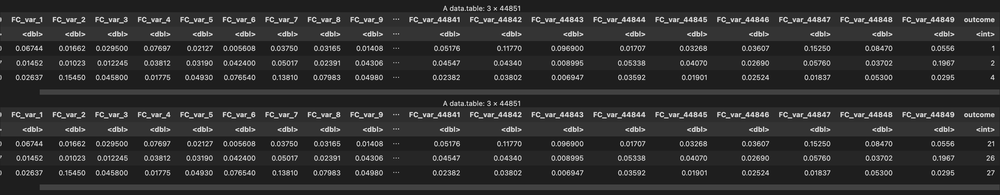 A data.table: 3 × 44851
FC_var_1 FC_var_2 FC_var_3 FC_var_4 FC_var_5 FC_var_6 FC_var_7 FC_var_8 FC_var_9 ⋯ FC_var_44841 FC_var_44842 FC_var_44843 FC_var_44844 FC_var_44845 FC_var_44846 FC_var_44847 FC_var_44848 FC_var_44849 outcome
<dbl> <dbl> <dbl> <dbl> <dbl> <dbl> <dbl> <dbl> <dbl> ⋯ <dbl> <dbl> <dbl> <dbl> <dbl> <dbl> <dbl> <dbl> <dbl> <int>
0.06744 0.01662 0.029500 0.07697 0.02127 0.005608 0.03750 0.03165 0.01408 ⋯ 0.05176 0.11770 0.096900 0.01707 0.03268 0.03607 0.15250 0.08470 0.0556 1
0.01452 0.01023 0.012245 0.03812 0.03190 0.042400 0.05017 0.02391 0.04306 ⋯ 0.04547 0.04340 0.008995 0.05338 0.04070 0.02690 0.05760 0.03702 0.1967 2
0.02637 0.15450 0.045800 0.01775 0.04930 0.076540 0.13810 0.07983 0.04980 ⋯ 0.02382 0.03802 0.006947 0.03592 0.01901 0.02524 0.01837 0.05300 0.0295 4
A data.table: 3 × 44851
FC_var_1 FC_var_2 FC_var_3 FC_var_4 FC_var_5 FC_var_6 FC_var_7 FC_var_8 FC_var_9 ⋯ FC_var_44841 FC_var_44842 FC_var_44843 FC_var_44844 FC_var_44845 FC_var_44846 FC_var_44847 FC_var_44848 FC_var_44849 outcome
<dbl> <dbl> <dbl> <dbl> <dbl> <dbl> <dbl> <dbl> <dbl> ⋯ <dbl> <dbl> <dbl> <dbl> <dbl> <dbl> <dbl> <dbl> <dbl> <int>
0.06744 0.01662 0.029500 0.07697 0.02127 0.005608 0.03750 0.03165 0.01408 ⋯ 0.05176 0.11770 0.096900 0.01707 0.03268 0.03607 0.15250 0.08470 0.0556 21
0.01452 0.01023 0.012245 0.03812 0.03190 0.042400 0.05017 0.02391 0.04306 ⋯ 0.04547 0.04340 0.008995 0.05338 0.04070 0.02690 0.05760 0.03702 0.1967 26
0.02637 0.15450 0.045800 0.01775 0.04930 0.076540 0.13810 0.07983 0.04980 ⋯ 0.02382 0.03802 0.006947 0.03592 0.01901 0.02524 0.01837 0.05300 0.0295 27